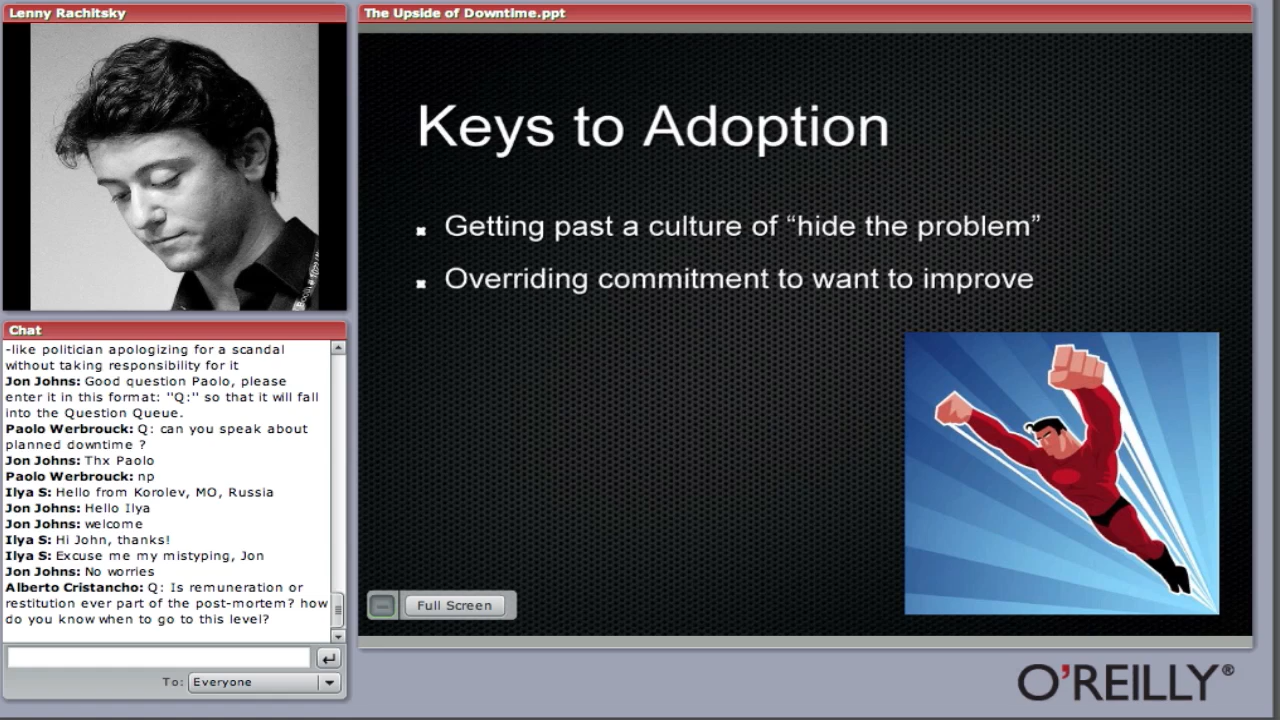 Lenny Rachitsky
The Upside of Downtime.ppt
Keys to Adoption
Getting past a culture of “hide the problem”
Overriding commitment to want to improve
Full Screen
Chat
-like politician apologizing for a scandal
without taking responsibility for it
Jon Johns: Good question Paolo, please
enter it in this format: "Q:" so that it will fall
into the Question Queue.
Paolo Werbrouck: Q: can you speak about
planned downtime ?
Jon Johns: Thx Paolo
Paolo Werbrouck: np
Ilya S: Hello from Korolev, MO, Russia
Jon Johns: Hello Ilya
Jon Johns: welcome
Ilya S: Hi John, thanks!
Ilya S: Excuse me my mistyping, Jon
Jon Johns: No worries
Alberto Cristancho: Q: Is remuneration or
restitution ever part of the post-mortem? how
do you know when to go to this level?
To: Everyone
O'REILLY®